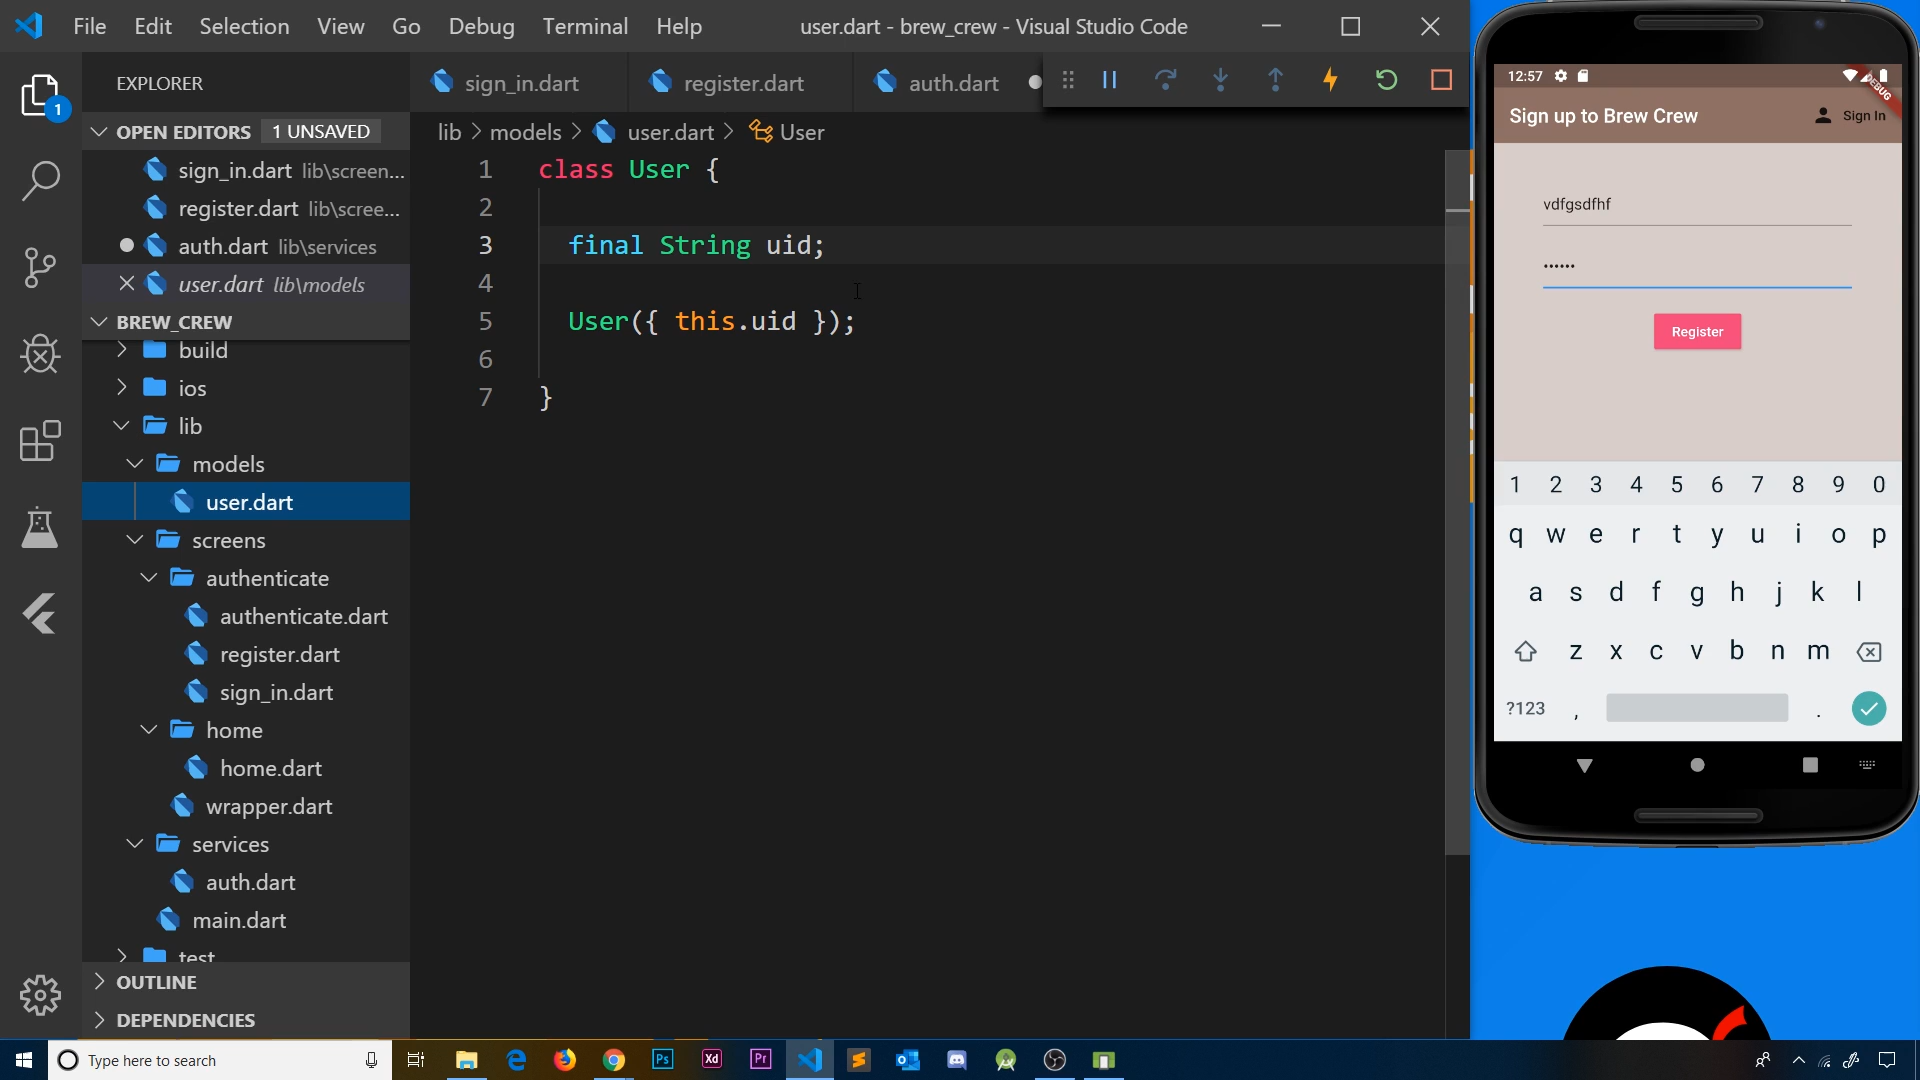 File Edit Selection View Go Debug Terminal Help
user.dart - brew_crew - Visual Studio Code
EXPLORER
1
OPEN EDITORS 1 UNSAVED
sign_in.dart lib\screen...
register.dart lib\scree...
auth.dart lib\services
user.dart lib\models
BREW_CREW
build
ios
lib
models
user.dart
screens
authenticate
authenticate.dart
register.dart
sign_in.dart
home
home.dart
wrapper.dart
services
auth.dart
main.dart
test
OUTLINE
DEPENDENCIES
sign_in.dart register.dart auth.dart
lib > models > user.dart > User
1 class User {
2
3 final String uid;
4
5 User({ this.uid });
6
7 }
12:57
DEBUG
Sign up to Brew Crew Sign In
vdfgsdfhf
••••••
Register
1 2 3 4 5 6 7 8 9 0
q w e r t y u i o p
a s d f g h j k l
z x c v b n m
?123 , .
Type here to search
Ps Xd Pr